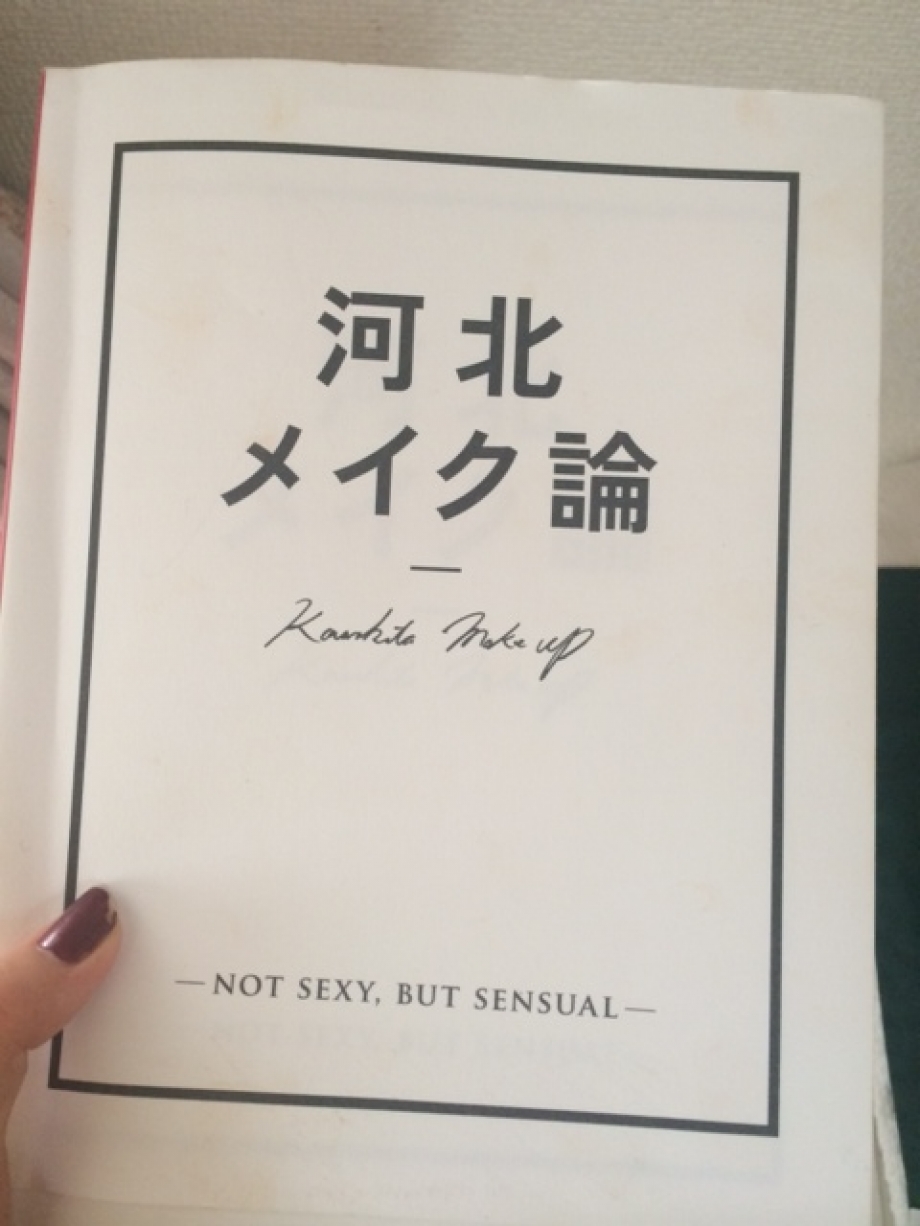 河北
メイク論
Kawakita Make up
—NOT SEXY, BUT SENSUAL—